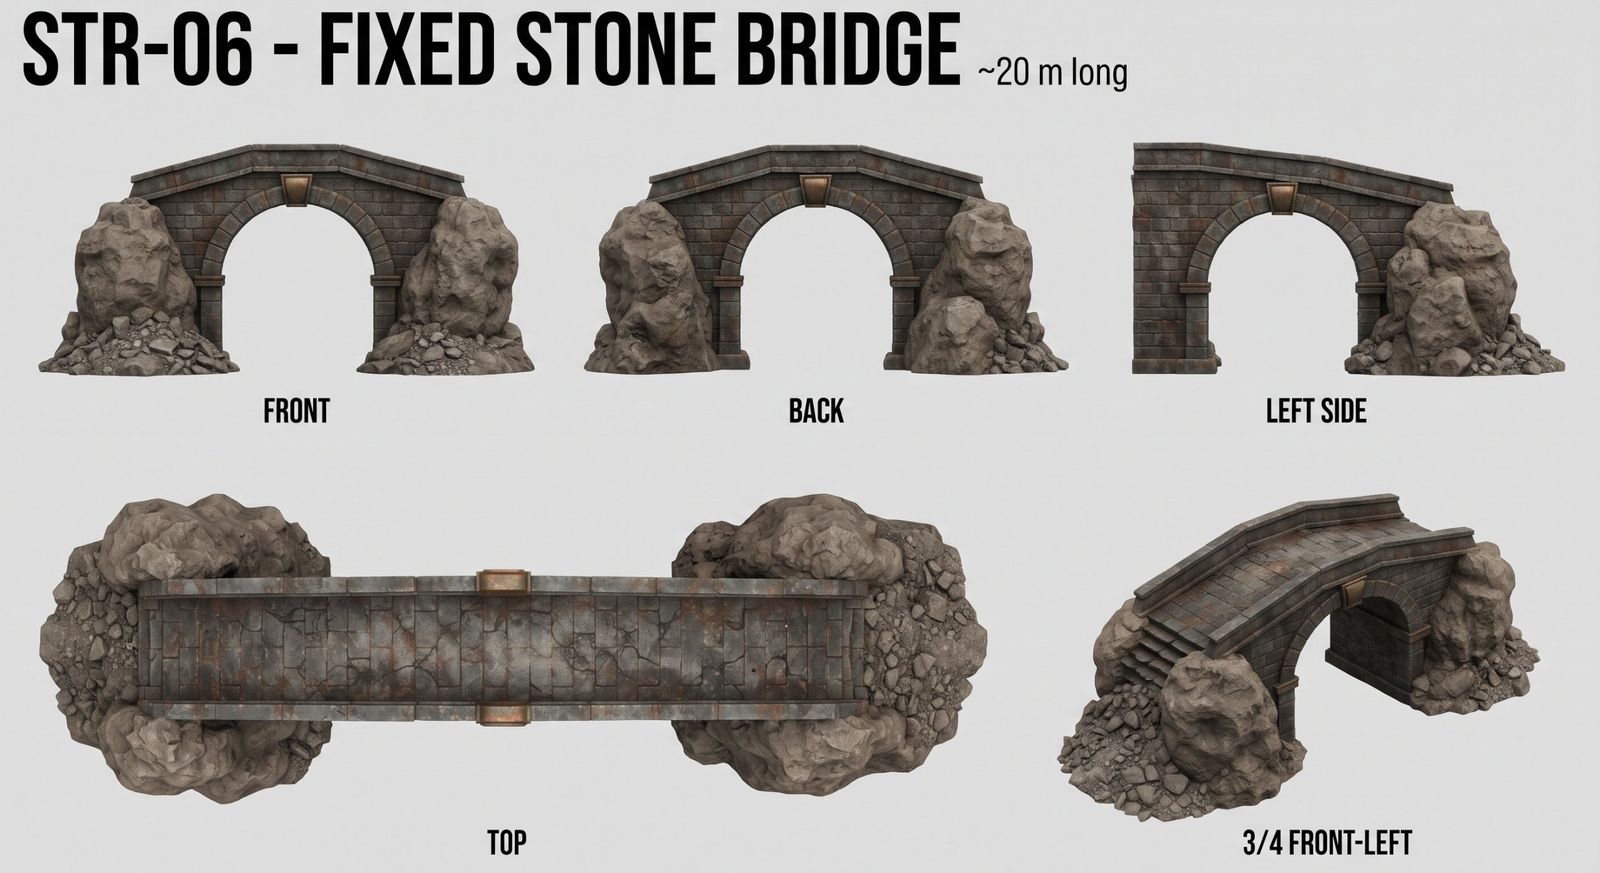 STR-06 - FIXED STONE BRIDGE ~20 m long
FRONT
BACK
LEFT SIDE
TOP
3/4 FRONT-LEFT